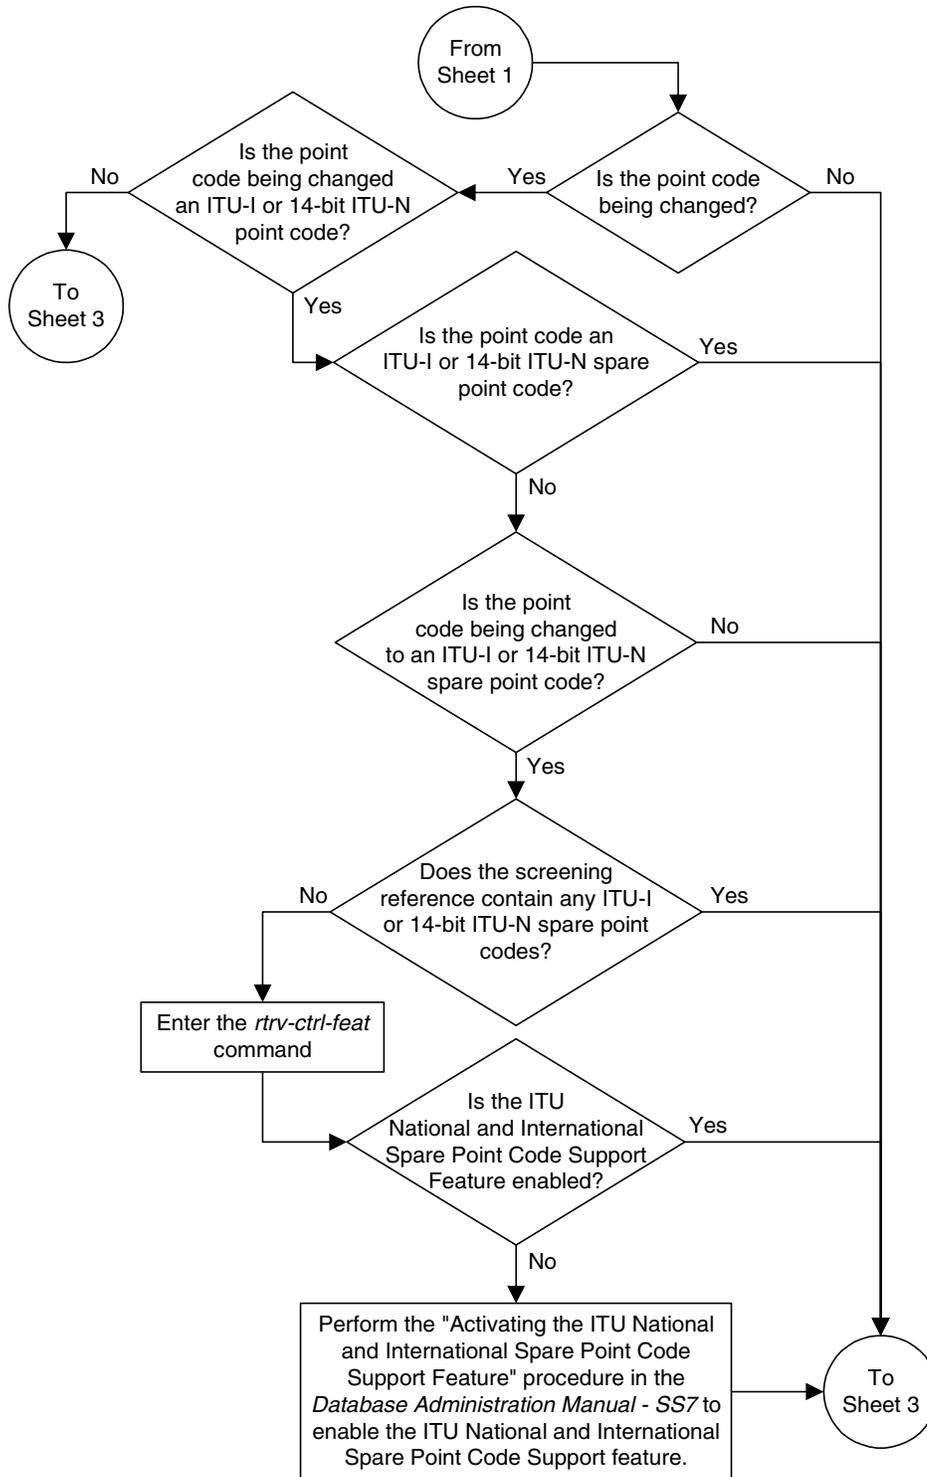 From
Sheet 1
Is the point code
being changed?
Yes
No
Is the point
code being changed
an ITU-I or 14-bit ITU-N
point code?
No
To
Sheet 3
Yes
Is the point code an
ITU-I or 14-bit ITU-N spare
point code?
Yes
No
Is the point
code being changed
to an ITU-I or 14-bit ITU-N
spare point code?
No
Yes
Does the screening
reference contain any ITU-I
or 14-bit ITU-N spare point
codes?
No
Yes
Enter the rtrv-ctrl-feat
command
Is the ITU
National and International
Spare Point Code Support
Feature enabled?
Yes
No
Perform the "Activating the ITU National
and International Spare Point Code
Support Feature" procedure in the
Database Administration Manual - SS7 to
enable the ITU National and International
Spare Point Code Support feature.
To
Sheet 3